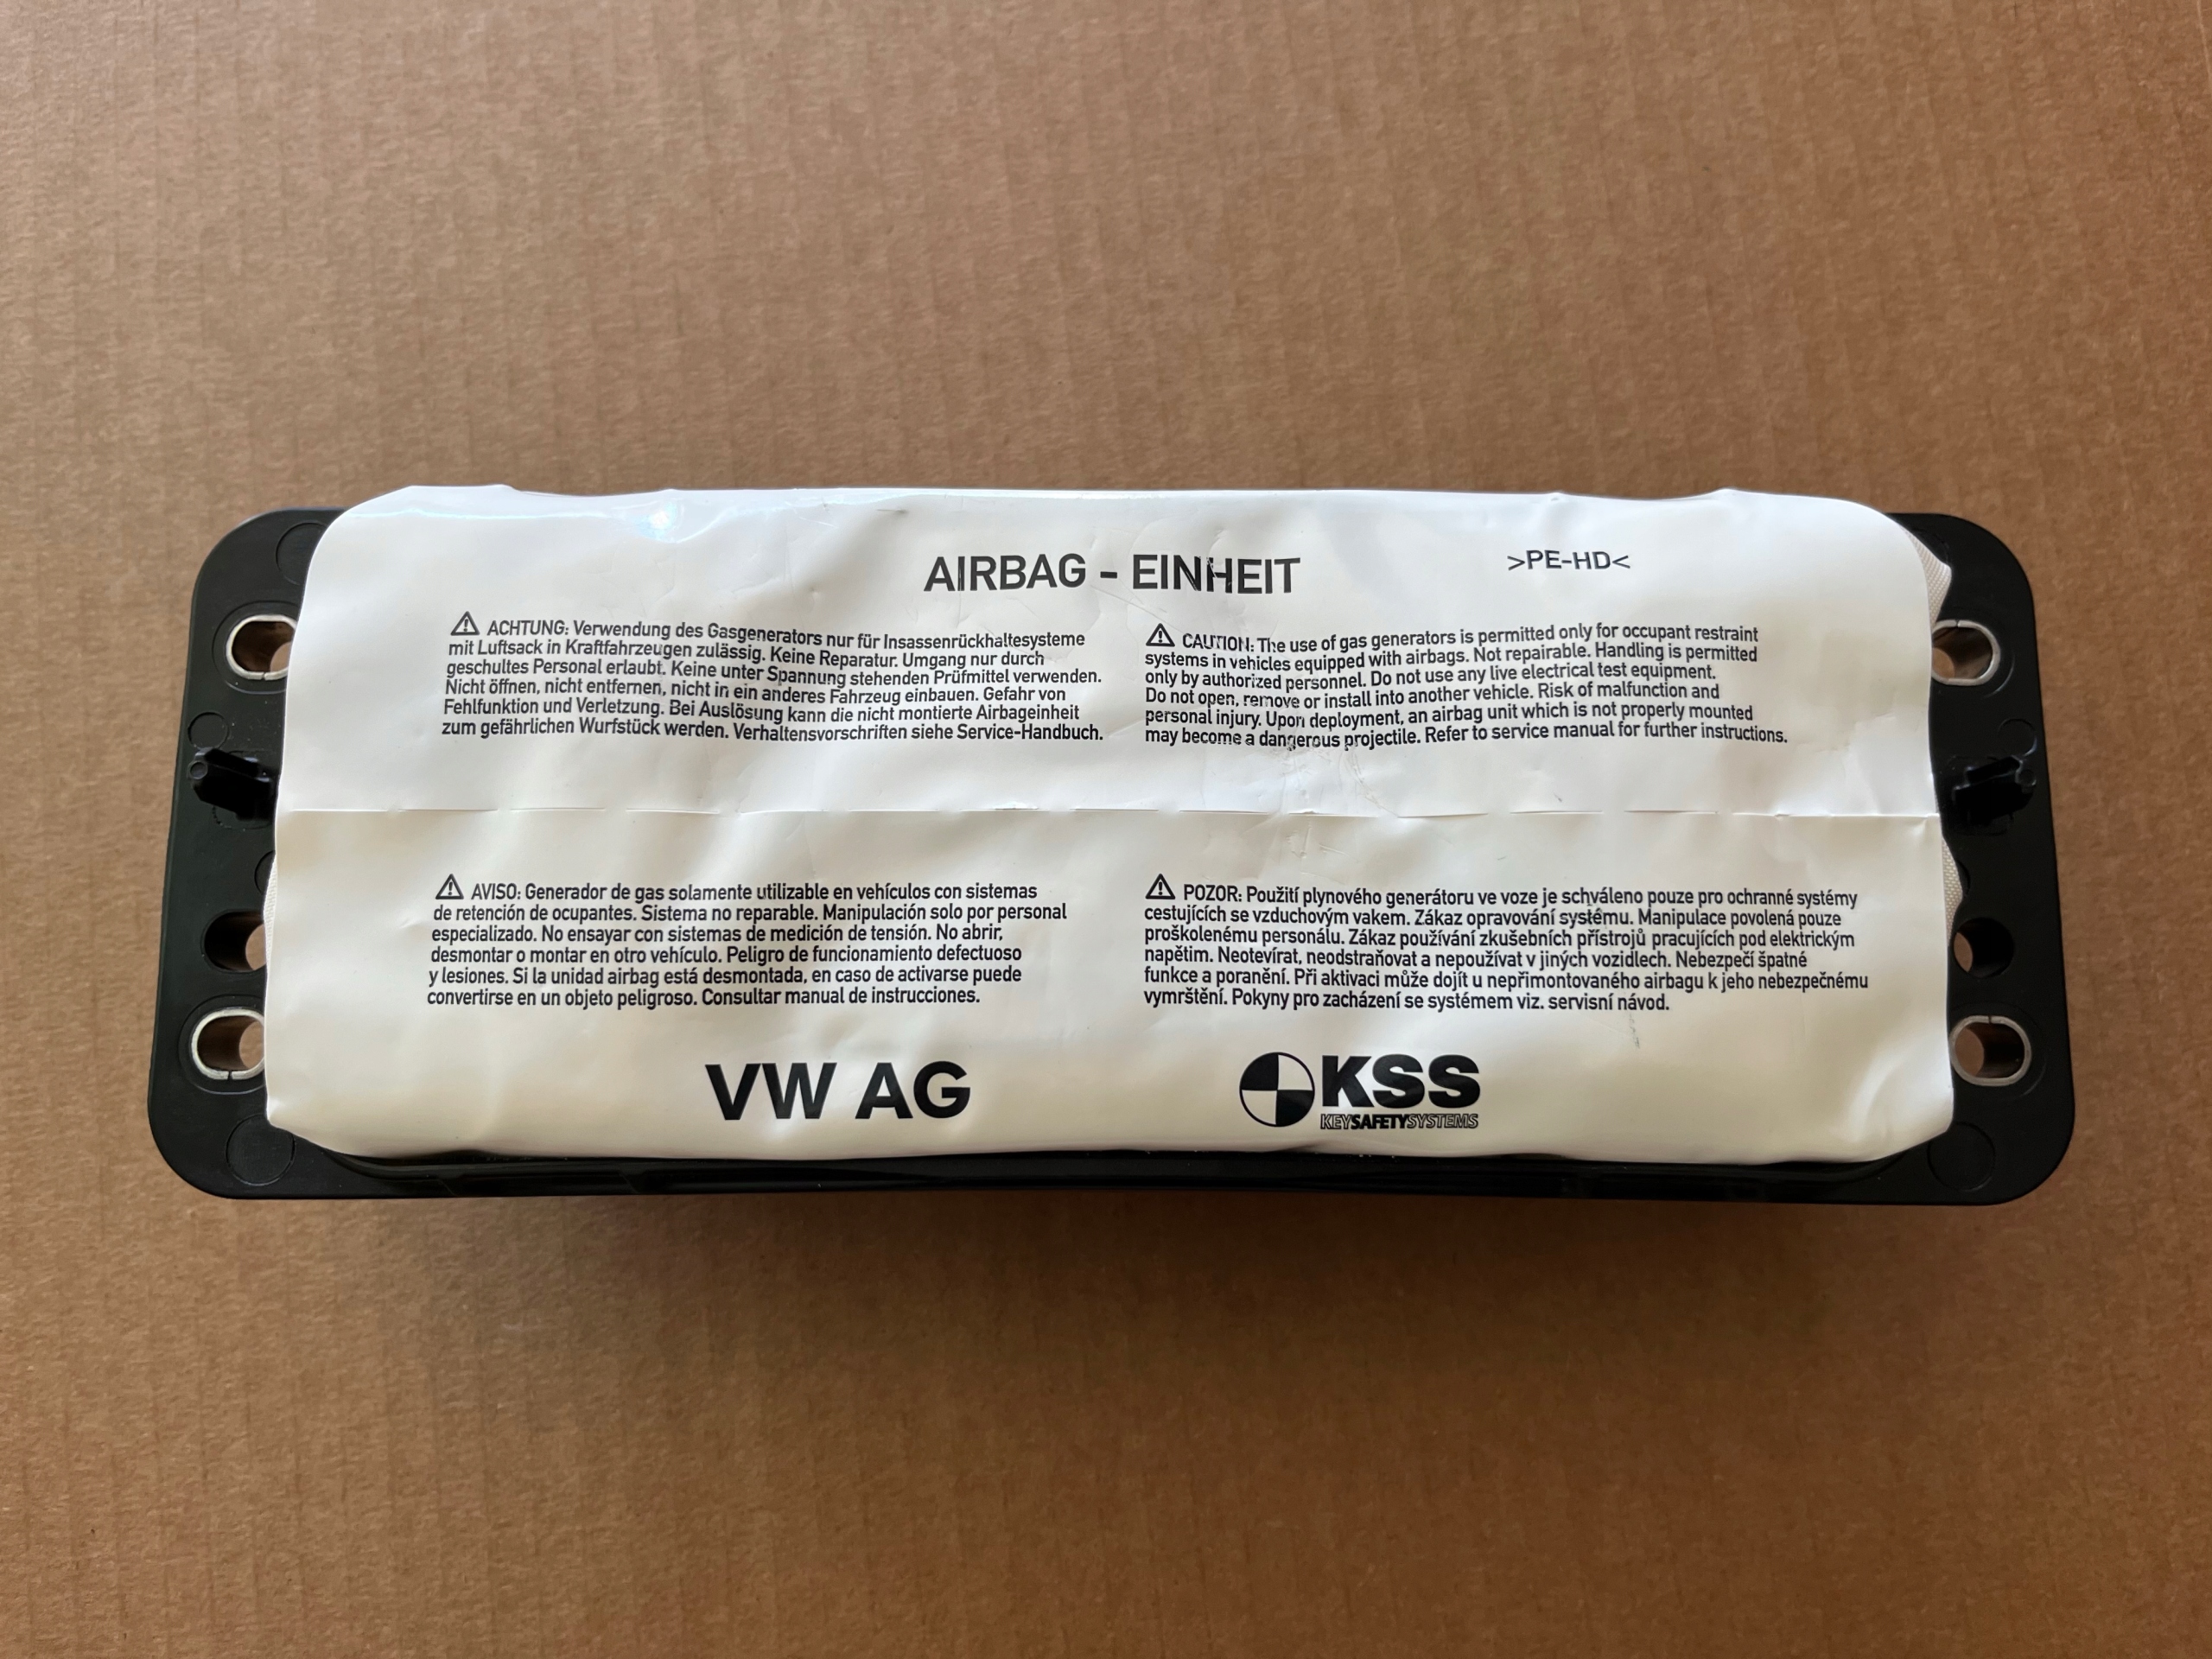 AIRBAG - EINHEIT
>PE-HD<
⚠ ACHTUNG: Verwendung des Gasgenerators nur für Insassenrückhaltesysteme
mit Luftsack in Kraftfahrzeugen zulässig. Keine Reparatur. Umgang nur durch
geschultes Personal erlaubt. Keine unter Spannung stehenden Prüfmittel verwenden.
Nicht öffnen, nicht entfernen, nicht in ein anderes Fahrzeug einbauen. Gefahr von
Fehlfunktion und Verletzung. Bei Auslösung kann die nicht montierte Airbageinheit
zum gefährlichen Wurfstück werden. Verhaltensvorschriften siehe Service-Handbuch.
⚠ CAUTION: The use of gas generators is permitted only for occupant restraint
systems in vehicles equipped with airbags. Not repairable. Handling is permitted
only by authorized personnel. Do not use any live electrical test equipment.
Do not open, remove or install into another vehicle. Risk of malfunction and
personal injury. Upon deployment, an airbag unit which is not properly mounted
may become a dangerous projectile. Refer to service manual for further instructions.
⚠ AVISO: Generador de gas solamente utilizable en vehículos con sistemas
de retención de ocupantes. Sistema no reparable. Manipulación solo por personal
especializado. No ensayar con sistemas de medición de tensión. No abrir,
desmontar o montar en otro vehículo. Peligro de funcionamiento defectuoso
y lesiones. Si la unidad airbag está desmontada, en caso de activarse puede
convertirse en un objeto peligroso. Consultar manual de instrucciones.
⚠ POZOR: Použití plynového generátoru ve voze je schváleno pouze pro ochranné systémy
cestujících se vzduchovým vakem. Zákaz opravování systému. Manipulace povolená pouze
proškolenému personálu. Zákaz používání zkušebních přístrojů pracujících pod elektrickým
napětim. Neotevírat, neodstraňovat a nepoužívat v jiných vozidlech. Nebezpečí špatné
funkce a poranění. Při aktivaci může dojít u nepřimontovaného airbagu k jeho nebezpečnému
vymrštění. Pokyny pro zacházení se systémem viz. servisní návod.
VW AG
KSS
KEYSAFETYSYSTEMS